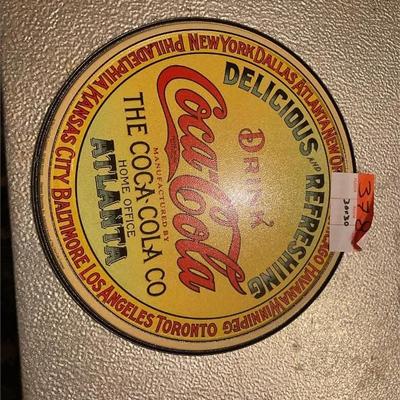 DELICIOUS AND REFRESHING
DRINK
Coca-Cola
MANUFACTURED BY
THE COCA-COLA CO
HOME OFFICE
ATLANTA
PHILADELPHIA KANSAS CITY BALTIMORE LOS ANGELES TORONTO WINNIPEG HAVANA
NEW YORK DALLAS ATLANTA NEW
378